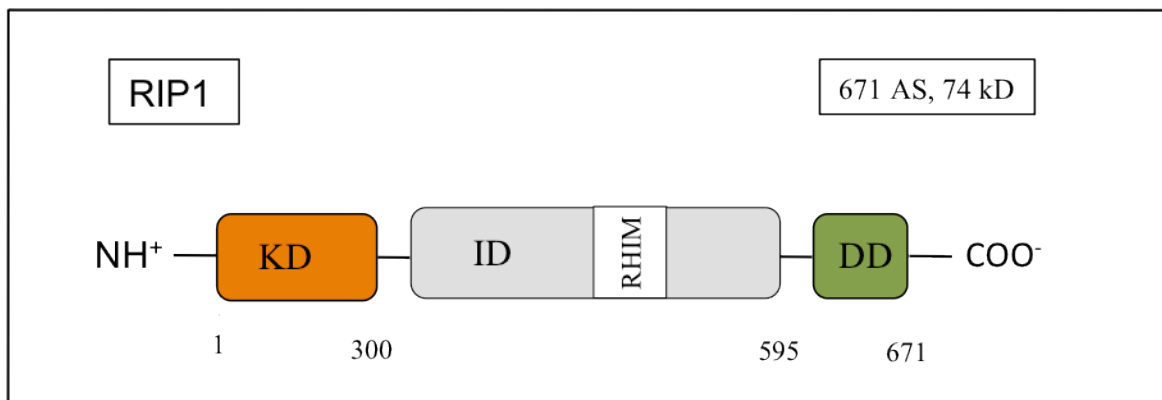 RIP1
671 AS, 74 kD
NH⁺
KD
ID
RHIM
DD
COO⁻
1
300
595
671